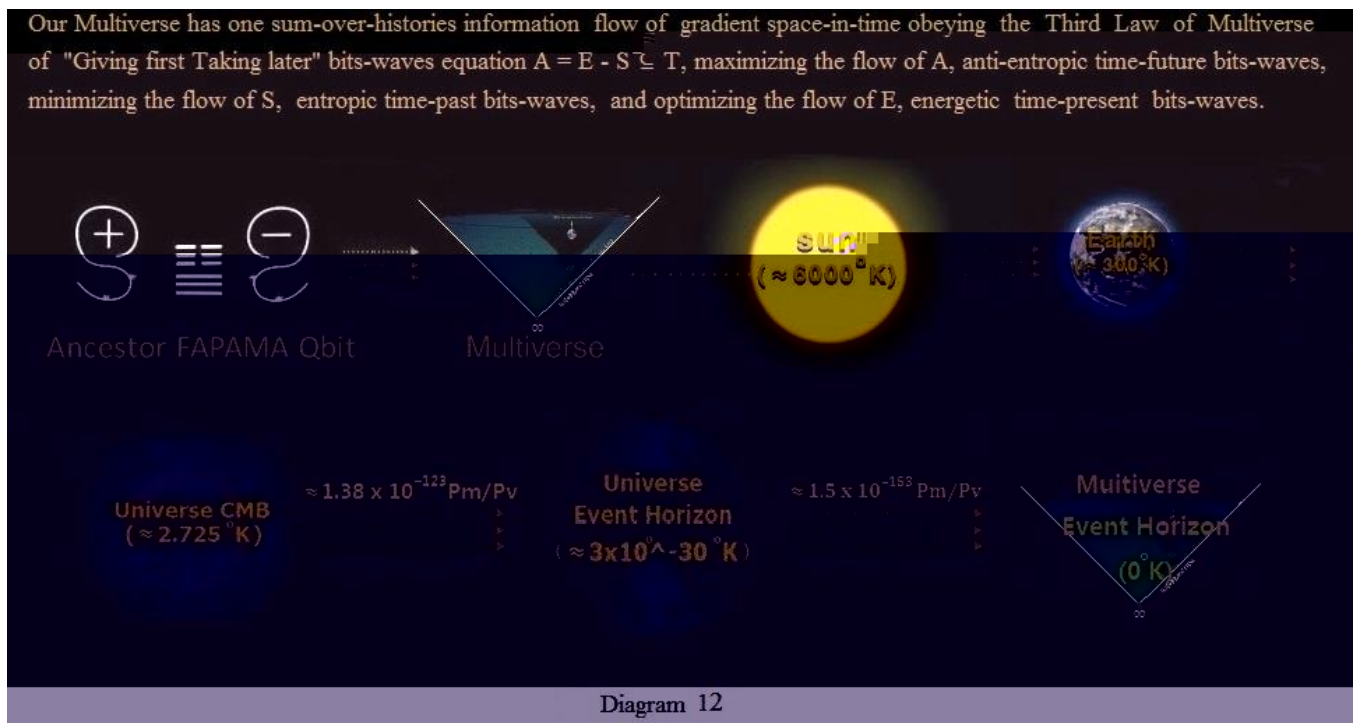 Our Multiverse has one sum-over-histories information flow of gradient space-in-time obeying the Third Law of Multiverse
of "Giving first Taking later" bits-waves equation A = E - S T, maximizing the flow of A, anti-entropic time-future bits-waves,
minimizing the flow of S, entropic time-past bits-waves, and optimizing the flow of E, energetic time-present bits-waves.
+ −
sun
(≈ 6000°K)
Earth
(≈ 300°K)
∞
Ancestor FAPAMA Qbit
Multiverse
Universe CMB
(≈ 2.725 °K)
≈ 1.38 x 10⁻¹²³ Pm/Pv
Universe
Event Horizon
(≈ 3x10^-30 °K)
≈ 1.5 x 10⁻¹⁵³ Pm/Pv
Muitiverse
Event Horizon
(0°K)
∞
Diagram 12